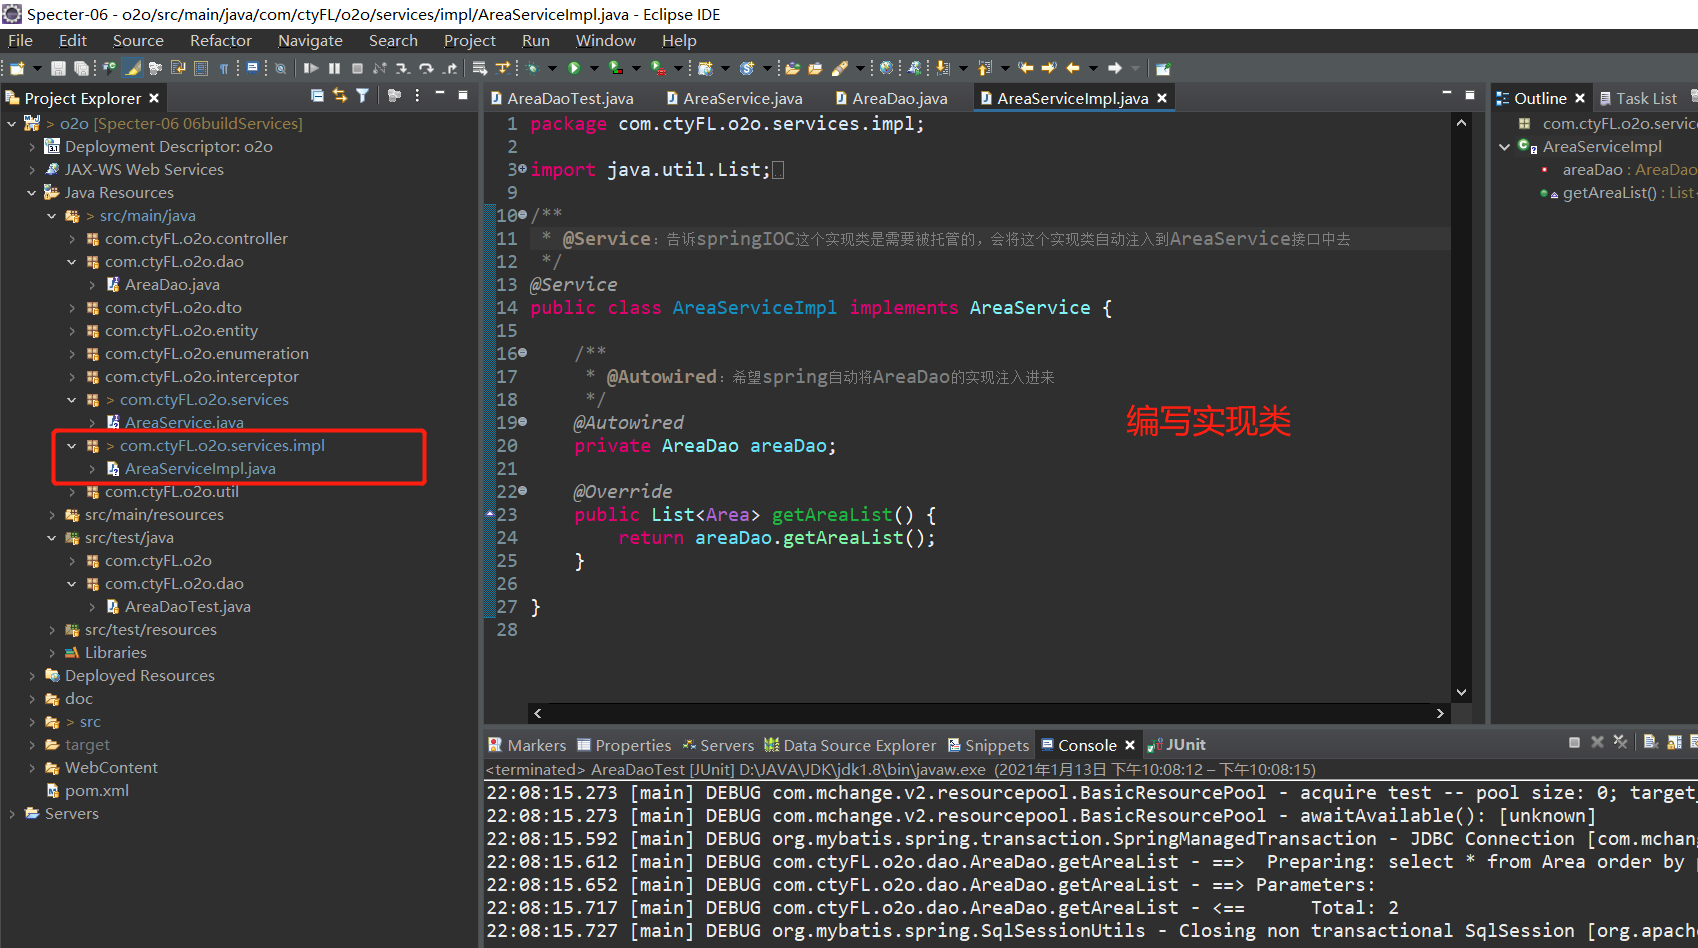 Specter-06 - o2o/src/main/java/com/ctyFL/o2o/services/impl/AreaServiceImpl.java - Eclipse IDE
File Edit Source Refactor Navigate Search Project Run Window Help
Project Explorer
> o2o [Specter-06 06buildServices]
Deployment Descriptor: o2o
JAX-WS Web Services
Java Resources
> src/main/java
com.ctyFL.o2o.controller
com.ctyFL.o2o.dao
AreaDao.java
com.ctyFL.o2o.dto
com.ctyFL.o2o.entity
com.ctyFL.o2o.enumeration
com.ctyFL.o2o.interceptor
> com.ctyFL.o2o.services
AreaService.java
> com.ctyFL.o2o.services.impl
AreaServiceImpl.java
com.ctyFL.o2o.util
src/main/resources
src/test/java
com.ctyFL.o2o
com.ctyFL.o2o.dao
AreaDaoTest.java
src/test/resources
Libraries
Deployed Resources
doc
> src
target
WebContent
pom.xml
Servers
AreaDaoTest.java AreaService.java AreaDao.java AreaServiceImpl.java
1 package com.ctyFL.o2o.services.impl;
2
3 import java.util.List;
9
10 /**
11 * @Service：告诉springIOC这个实现类是需要被托管的，会将这个实现类自动注入到AreaService接口中去
12 */
13 @Service
14 public class AreaServiceImpl implements AreaService {
15
16 /**
17 * @Autowired：希望spring自动将AreaDao的实现注入进来
18 */
19 @Autowired
20 private AreaDao areaDao;
21
22 @Override
23 public List<Area> getAreaList() {
24 return areaDao.getAreaList();
25 }
26
27 }
28
编写实现类
Outline Task List
com.ctyFL.o2o.servic
AreaServiceImpl
areaDao : AreaDao
getAreaList() : List
Markers Properties Servers Data Source Explorer Snippets Console JUnit
<terminated> AreaDaoTest [JUnit] D:\JAVA\JDK\jdk1.8\bin\javaw.exe (2021年1月13日 下午10:08:12 – 下午10:08:15)
22:08:15.273 [main] DEBUG com.mchange.v2.resourcepool.BasicResourcePool - acquire test -- pool size: 0; target_
22:08:15.273 [main] DEBUG com.mchange.v2.resourcepool.BasicResourcePool - awaitAvailable(): [unknown]
22:08:15.592 [main] DEBUG org.mybatis.spring.transaction.SpringManagedTransaction - JDBC Connection [com.mchang
22:08:15.612 [main] DEBUG com.ctyFL.o2o.dao.AreaDao.getAreaList - ==> Preparing: select * from Area order by
22:08:15.652 [main] DEBUG com.ctyFL.o2o.dao.AreaDao.getAreaList - ==> Parameters:
22:08:15.717 [main] DEBUG com.ctyFL.o2o.dao.AreaDao.getAreaList - <== Total: 2
22:08:15.727 [main] DEBUG org.mybatis.spring.SqlSessionUtils - Closing non transactional SqlSession [org.apach